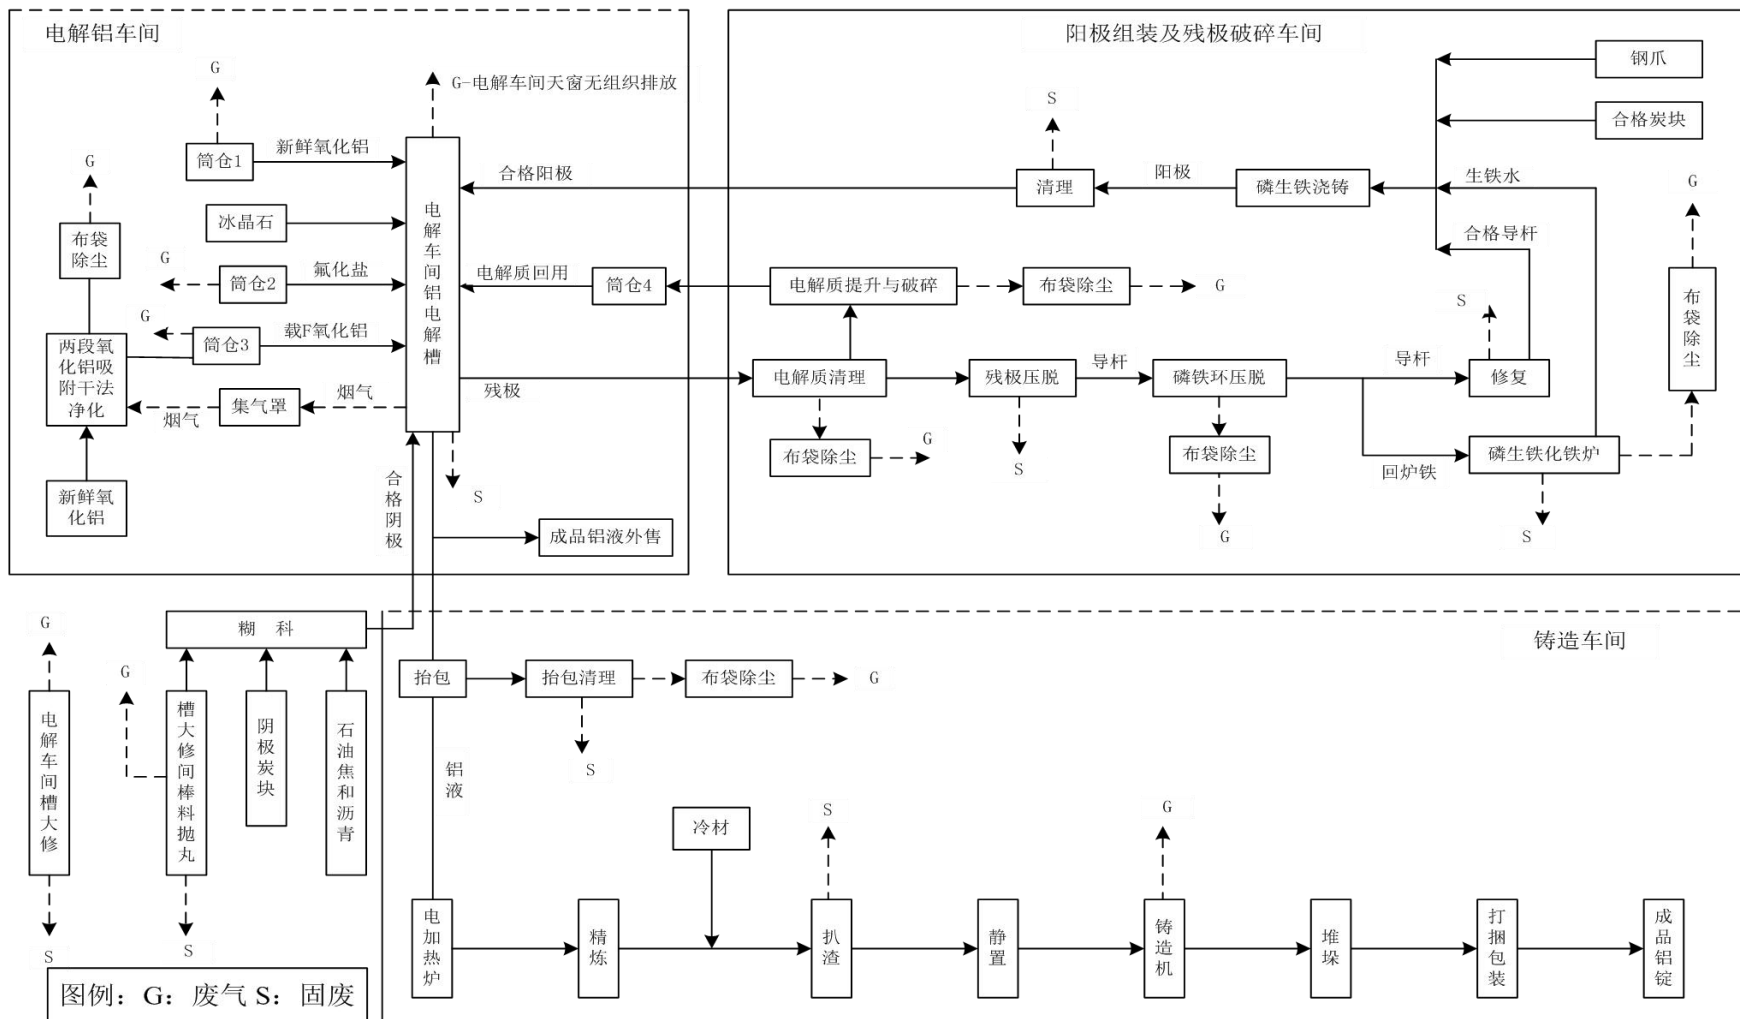 电解铝车间
G
G-电解车间天窗无组织排放
筒仓1
新鲜氧化铝
G
布袋
除尘
冰晶石
G
筒仓2
氟化盐
G
筒仓3
载F氧化铝
两段氧
化铝吸
附干法
净化
烟气
集气罩
烟气
新鲜氧
化铝
电解车间铝电解槽
合格阳极
电解质回用
残极
S
合格阴极
成品铝液外售
阳极组装及残极破碎车间
钢爪
合格炭块
S
清理
阳极
磷生铁浇铸
生铁水
合格导杆
G
布袋除尘
筒仓4
电解质提升与破碎
布袋除尘
G
S
电解质清理
残极压脱
导杆
磷铁环压脱
导杆
修复
布袋除尘
G
S
布袋除尘
G
回炉铁
磷生铁化铁炉
S
G
电解车间槽大修
S
糊 科
G
槽大修间棒料抛丸
S
阴极炭块
石油焦和沥青
图例：G：废气 S：固废
铸造车间
抬包
抬包清理
布袋除尘
G
S
铝液
冷材
S
G
电加热炉
精炼
扒渣
静置
铸造机
堆垛
打捆包装
成品铝锭